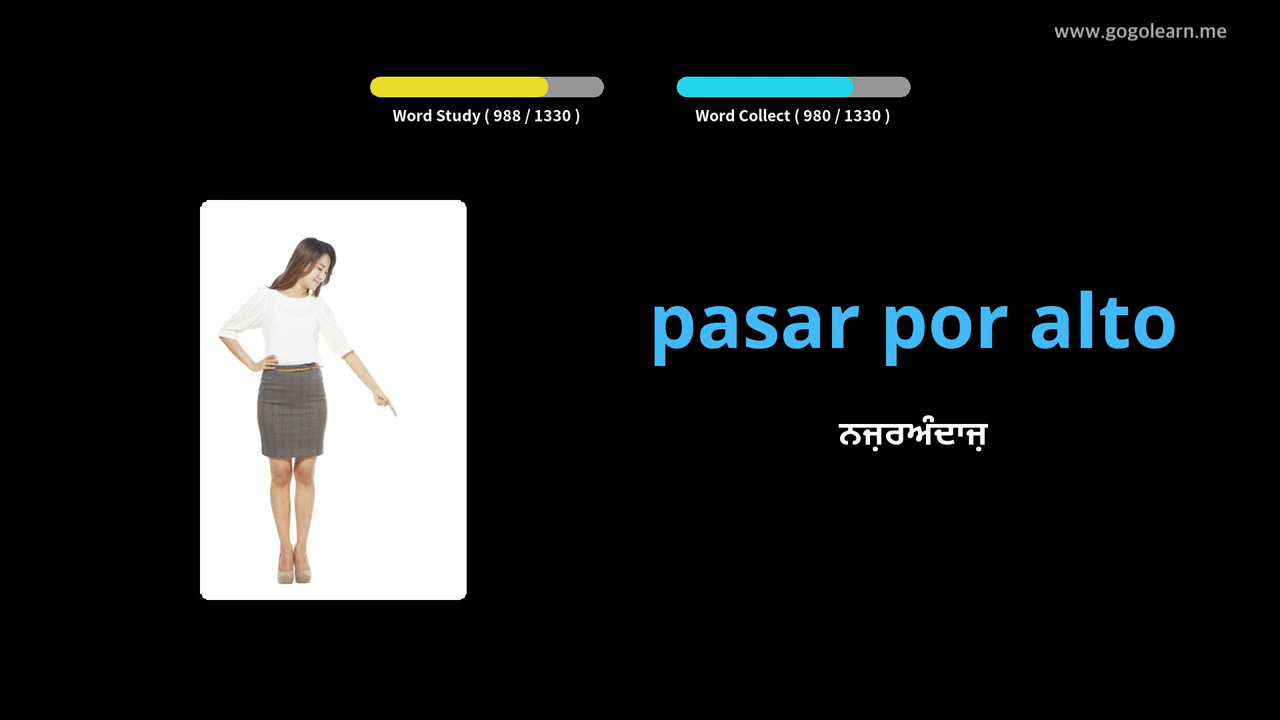 www.gogolearn.me
Word Study ( 988 / 1330 )
Word Collect ( 980 / 1330 )
pasar por alto
ਨਜ਼ਰਅੰਦਾਜ਼